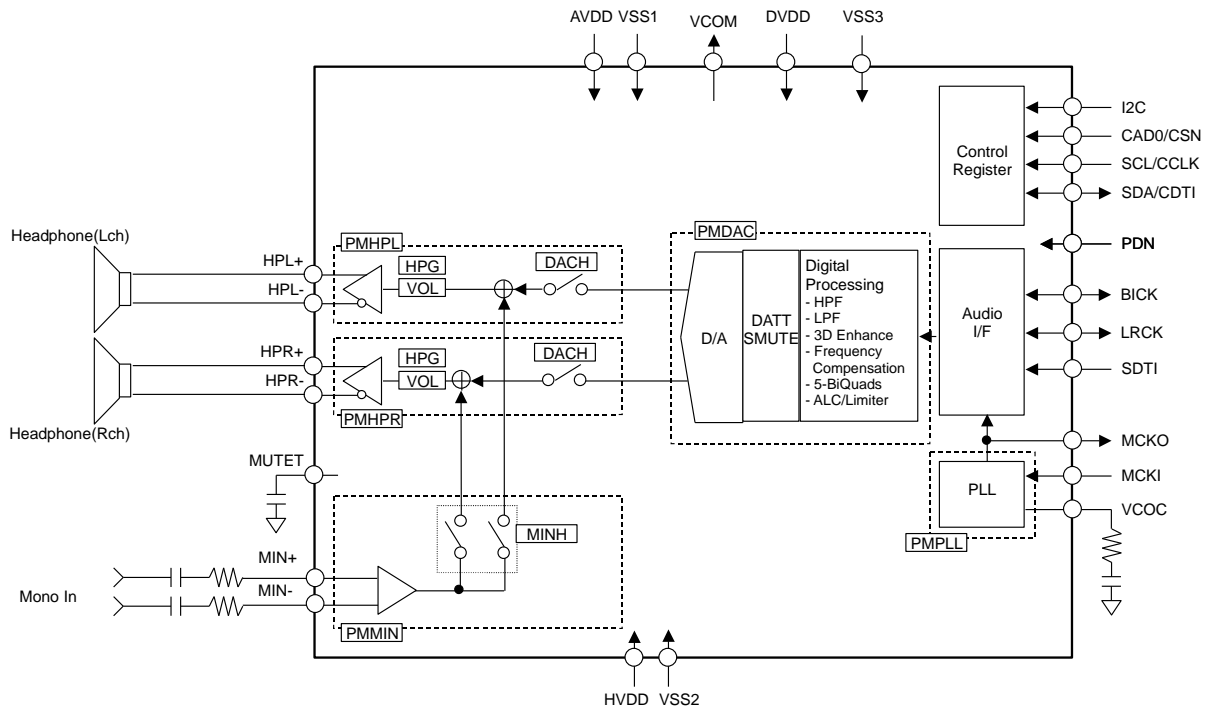 AVDD VSS1 VCOM DVDD VSS3
I2C
CAD0/CSN
SCL/CCLK
SDA/CDTI
Control
Register
PDN
BICK
LRCK
SDTI
Audio
I/F
MCKO
MCKI
VCOC
PLL
PMPLL
PMDAC
D/A
DATT
SMUTE
Digital
Processing
- HPF
- LPF
- 3D Enhance
- Frequency
Compensation
- 5-BiQuads
- ALC/Limiter
Headphone(Lch)
HPL+
HPL-
PMHPL
HPG
VOL
DACH
HPR+
HPR-
Headphone(Rch)
HPG
VOL
DACH
PMHPR
MUTET
MINH
MIN+
MIN-
Mono In
PMMIN
HVDD VSS2